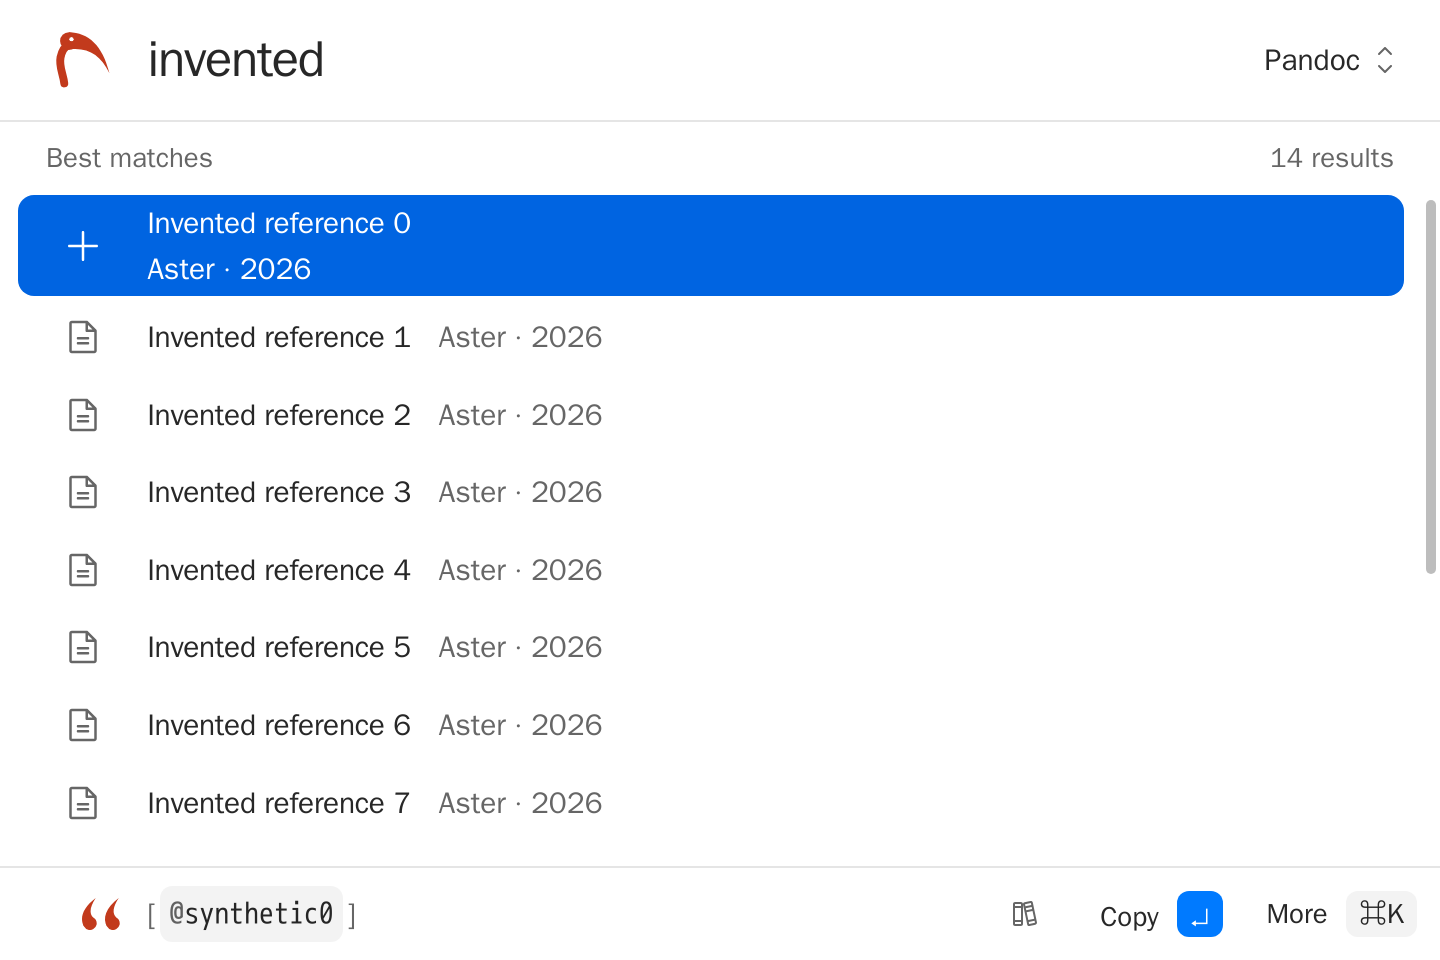 invented
Pandoc
Best matches
14 results
Invented reference 0
Aster · 2026
Invented reference 1 Aster · 2026
Invented reference 2 Aster · 2026
Invented reference 3 Aster · 2026
Invented reference 4 Aster · 2026
Invented reference 5 Aster · 2026
Invented reference 6 Aster · 2026
Invented reference 7 Aster · 2026
[@synthetic0]
Copy
More ⌘K